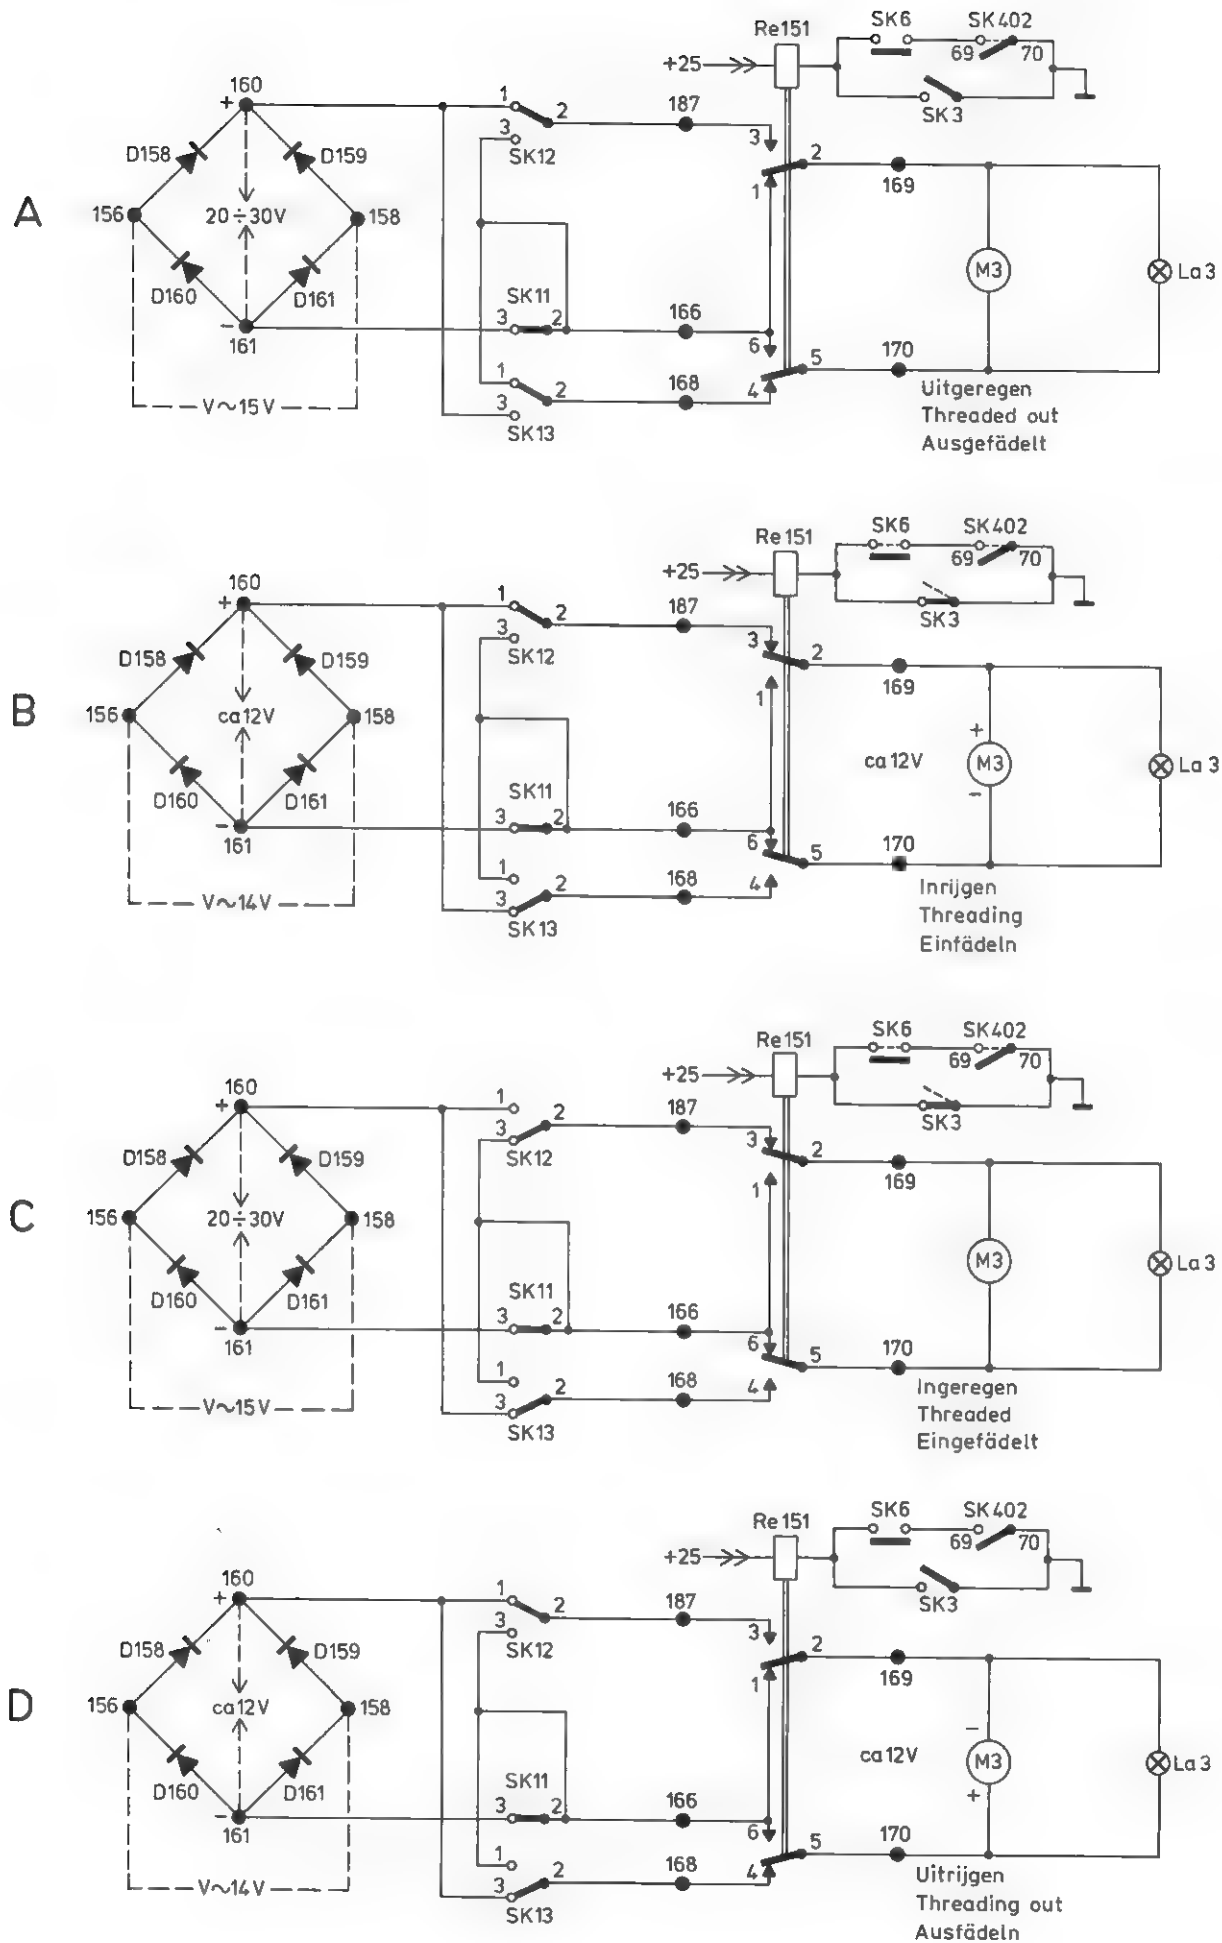 A
Re151
SK6
SK402
+25
69
70
SK3
160
+
1
2
187
3
SK12
3
2
1
169
D158
D159
156
20÷30V
158
D160
D161
M3
La3
SK11
3
2
166
6
5
170
-
161
1
2
168
4
3
SK13
V~15V
Uitgeregen
Threaded out
Ausgefädelt
B
Re151
SK6
SK402
+25
69
70
SK3
160
+
1
2
187
3
SK12
3
2
1
169
D158
D159
156
ca12V
158
D160
D161
+
ca12V
M3
-
La3
SK11
3
2
166
6
5
170
-
161
1
2
168
4
3
SK13
V~14V
Inrijgen
Threading
Einfädeln
C
Re151
SK6
SK402
+25
69
70
SK3
160
+
1
2
187
3
SK12
3
2
1
169
D158
D159
156
20÷30V
158
D160
D161
M3
La3
SK11
3
2
166
6
5
170
-
161
1
2
168
4
3
SK13
V~15V
Ingeregen
Threaded
Eingefädelt
D
Re151
SK6
SK402
+25
69
70
SK3
160
+
1
2
187
3
SK12
3
2
1
169
D158
D159
156
ca12V
158
D160
D161
-
ca12V
M3
+
La3
SK11
3
2
166
6
5
170
-
161
1
2
168
4
3
SK13
V~14V
Uitrijgen
Threading out
Ausfädeln